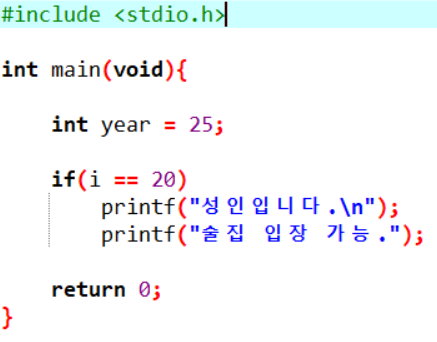 #include <stdio.h>
int main(void){
int year = 25;
if(i == 20)
printf("성인입니다.\n");
printf("술집 입장 가능.");
return 0;
}